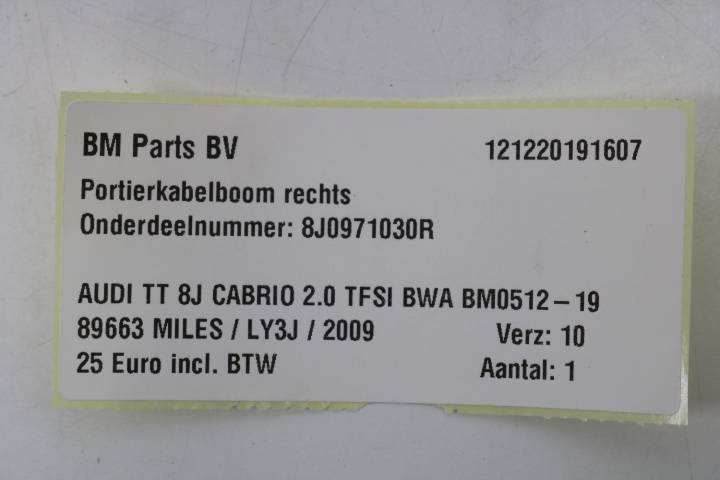 BM Parts BV 121220191607
Portierkabelboom rechts
Onderdeelnummer: 8J0971030R
AUDI TT 8J CABRIO 2.0 TFSI BWA BM0512-19
89663 MILES / LY3J / 2009 Verz: 10
25 Euro incl. BTW Aantal: 1